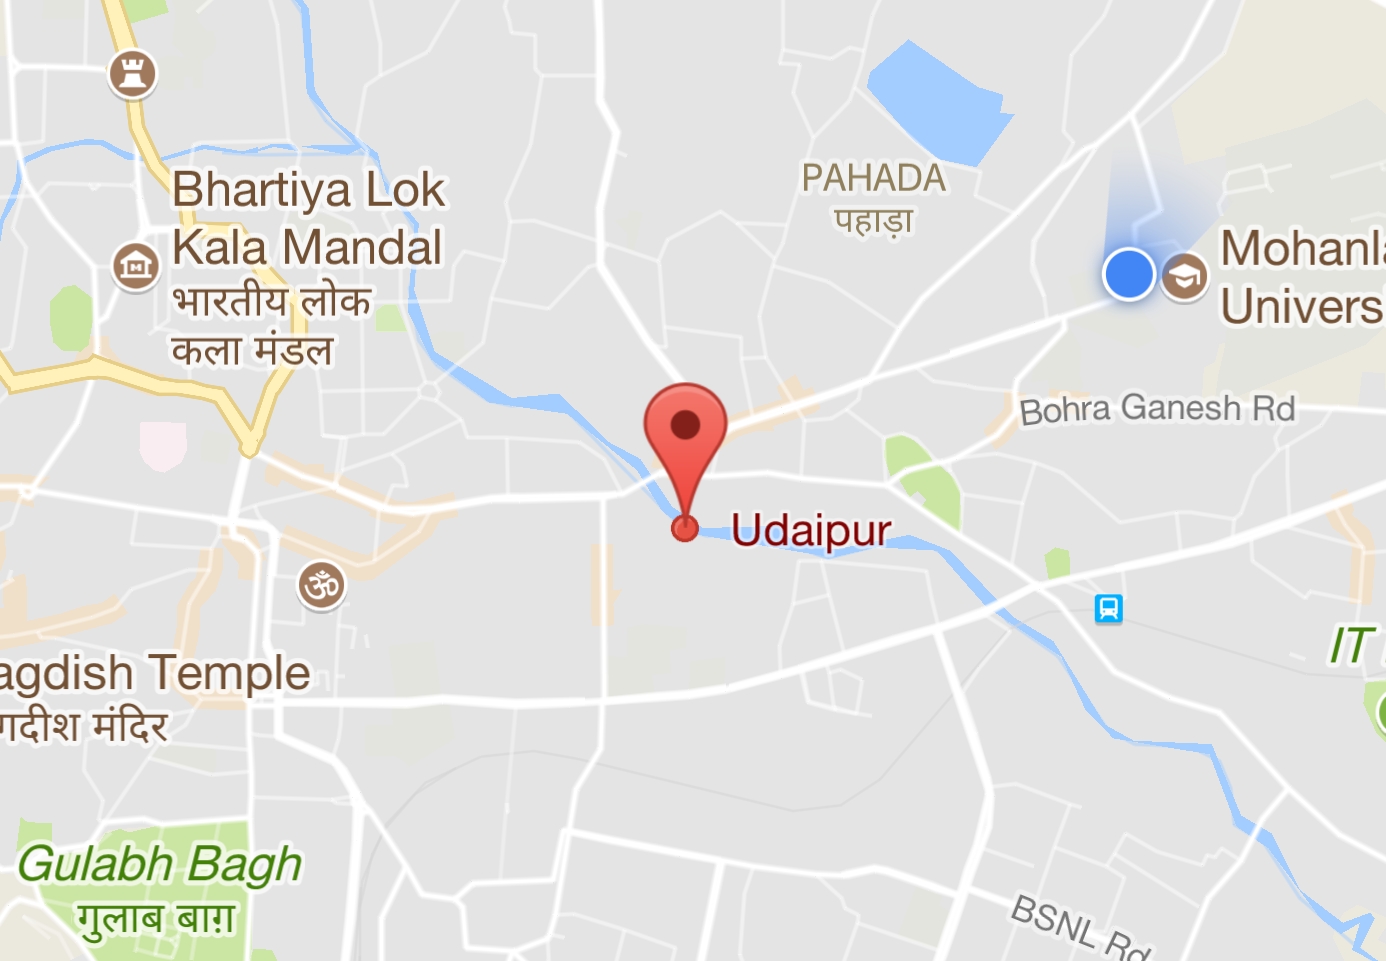 Bhartiya Lok
Kala Mandal
भारतीय लोक
कला मंडल
PAHADA
पहाड़ा
Mohanla
Univers
Bohra Ganesh Rd
Udaipur
agdish Temple
गदीश मंदिर
IT
Gulabh Bagh
गुलाब बाग़
BSNL Rd